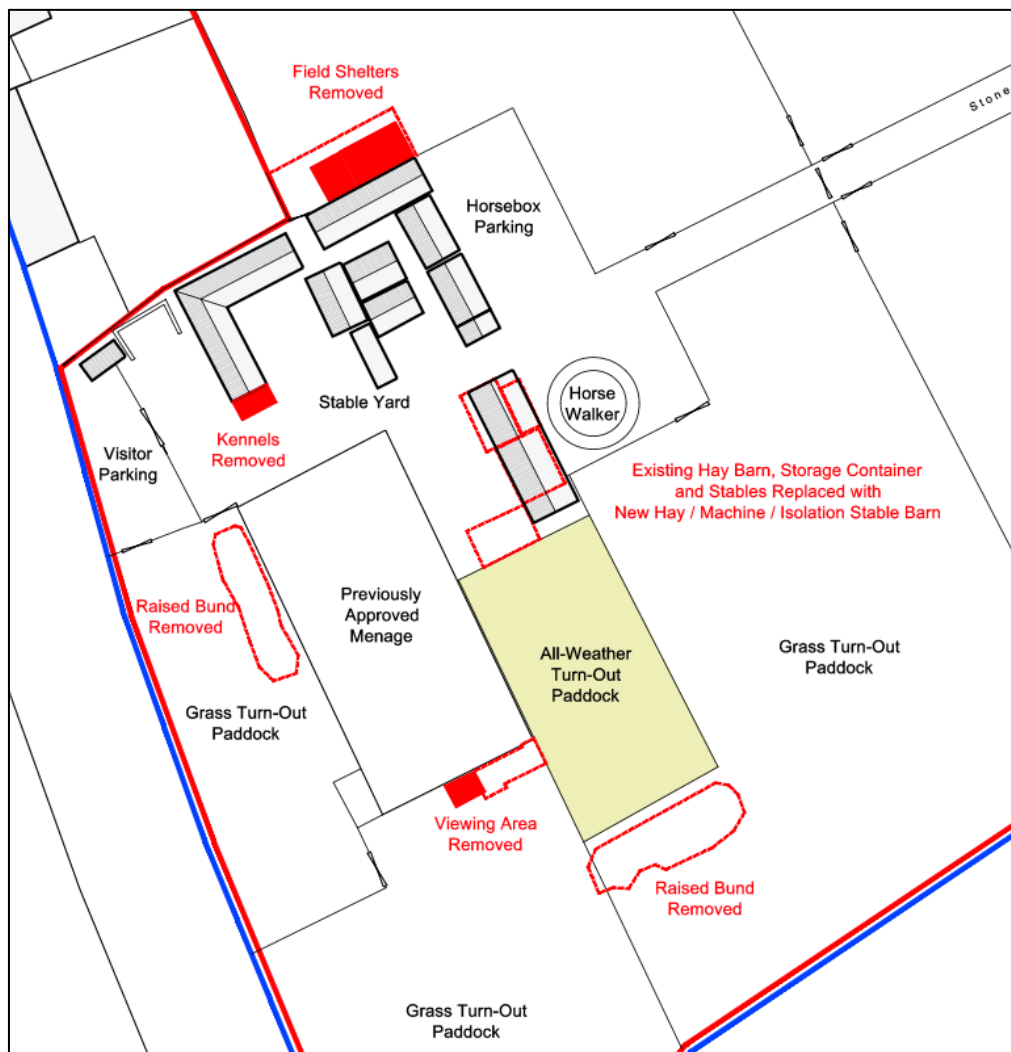 Field Shelters
Removed
Stone
Horsebox
Parking
Stable Yard
Horse
Walker
Kennels
Removed
Visitor
Parking
Existing Hay Barn, Storage Container
and Stables Replaced with
New Hay / Machine / Isolation Stable Barn
Raised Bund
Removed
Previously
Approved
Menage
All-Weather
Turn-Out
Paddock
Grass Turn-Out
Paddock
Grass Turn-Out
Paddock
Viewing Area
Removed
Raised Bund
Removed
Grass Turn-Out
Paddock